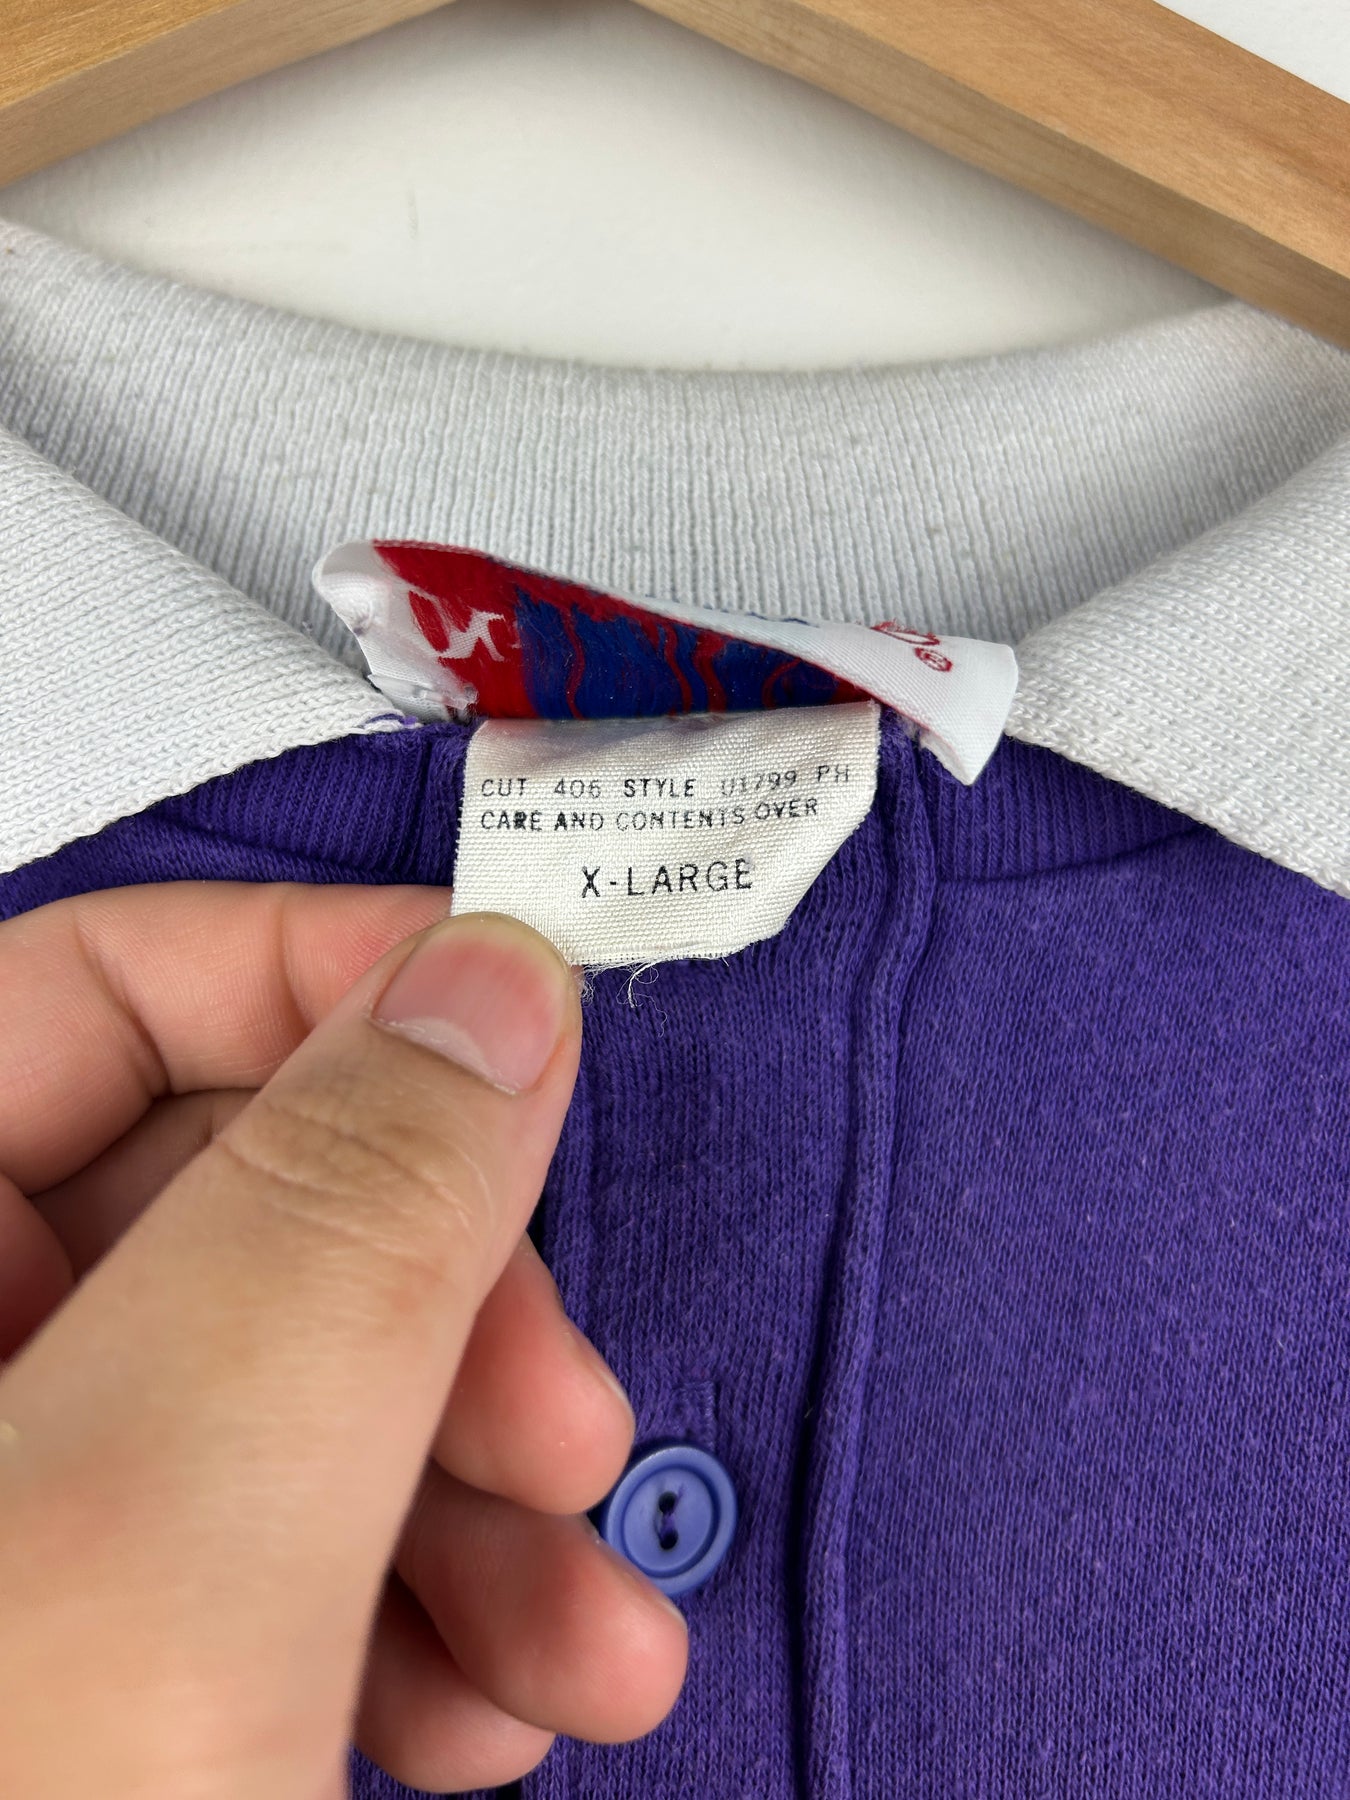 CUT 406 STYLE U1799 PH
CARE AND CONTENTS OVER
X-LARGE
®